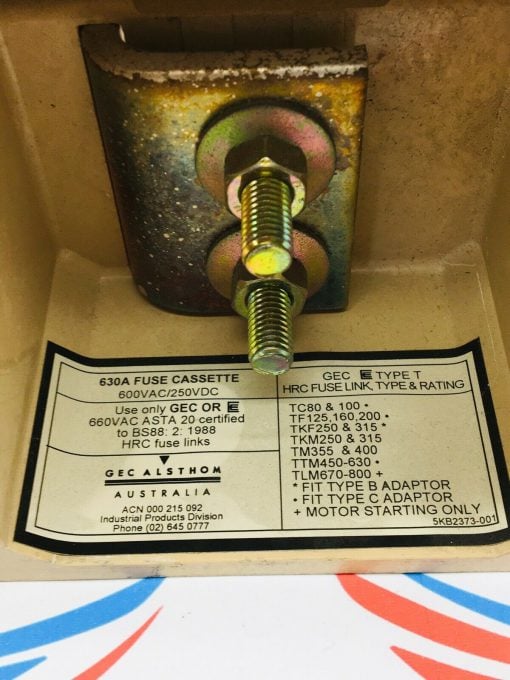 630A FUSE CASSETTE
600VAC/250VDC
Use only GEC OR E
660VAC ASTA 20 certified
to BS88: 2: 1988
HRC fuse links
GEC ALSTHOM
AUSTRALIA
ACN 000 215 092
Industrial Products Division
Phone (02) 645 0777
GEC E TYPE T
HRC FUSE LINK, TYPE & RATING
TC80 & 100 •
TF125,160,200 •
TKF250 & 315 *
TKM250 & 315
TM355 & 400
TTM450-630 •
TLM670-800 +
* FIT TYPE B ADAPTOR
• FIT TYPE C ADAPTOR
+ MOTOR STARTING ONLY
5KB2373-001